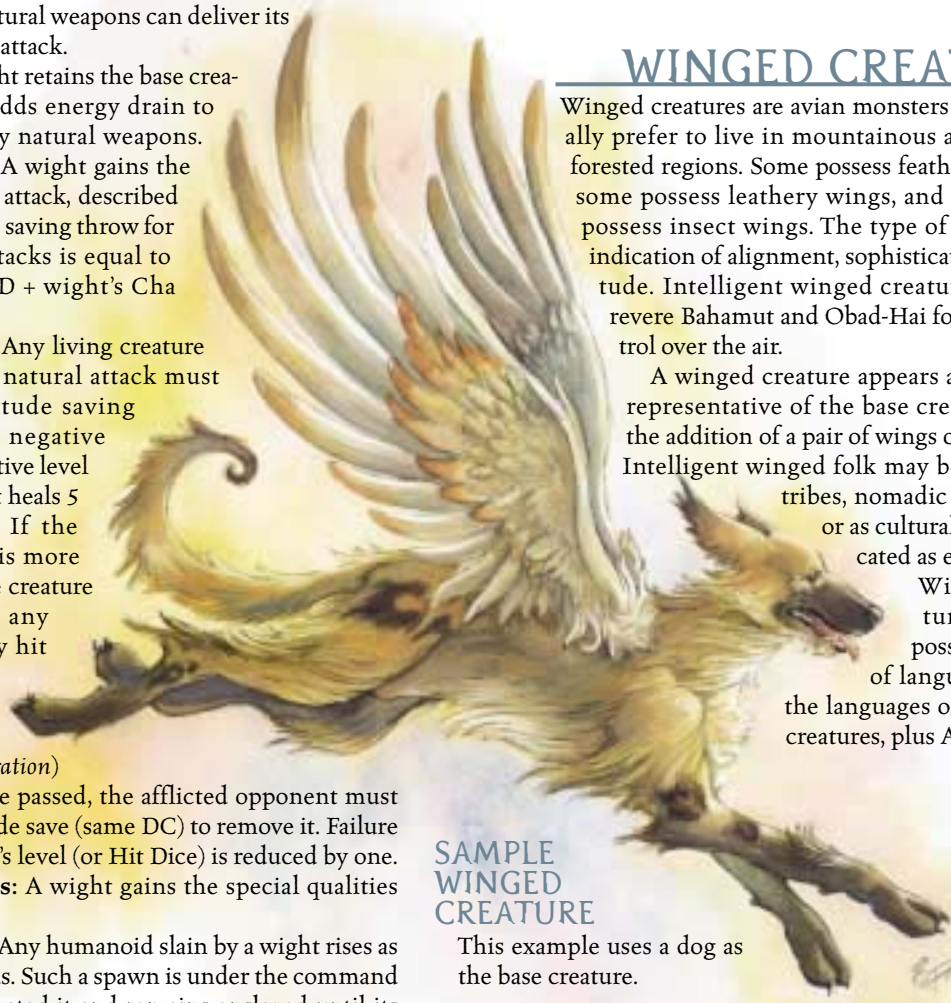 tural weapons can deliver its
attack.
ht retains the base crea-
dds energy drain to
y natural weapons.
A wight gains the
attack, described
saving throw for
tacks is equal to
D + wight's Cha
Any living creature
natural attack must
tude saving
negative
tive level
t heals 5
If the
is more
creature
any
y hit
ration)
e passed, the afflicted opponent must
de save (same DC) to remove it. Failure
's level (or Hit Dice) is reduced by one.
s: A wight gains the special qualities
Any humanoid slain by a wight rises as
ds. Such a spawn is under the command
WINGED CREA
Winged creatures are avian monsters
ally prefer to live in mountainous a
forested regions. Some possess feath
some possess leathery wings, and
possess insect wings. The type of
indication of alignment, sophisticat
tude. Intelligent winged creatur
revere Bahamut and Obad-Hai fo
trol over the air.
A winged creature appears a
representative of the base cre
the addition of a pair of wings o
Intelligent winged folk may b
tribes, nomadic
or as cultural
cated as e
Wi
tur
poss
of langu
the languages o
creatures, plus A
SAMPLE
WINGED
CREATURE
This example uses a dog as
the base creature.